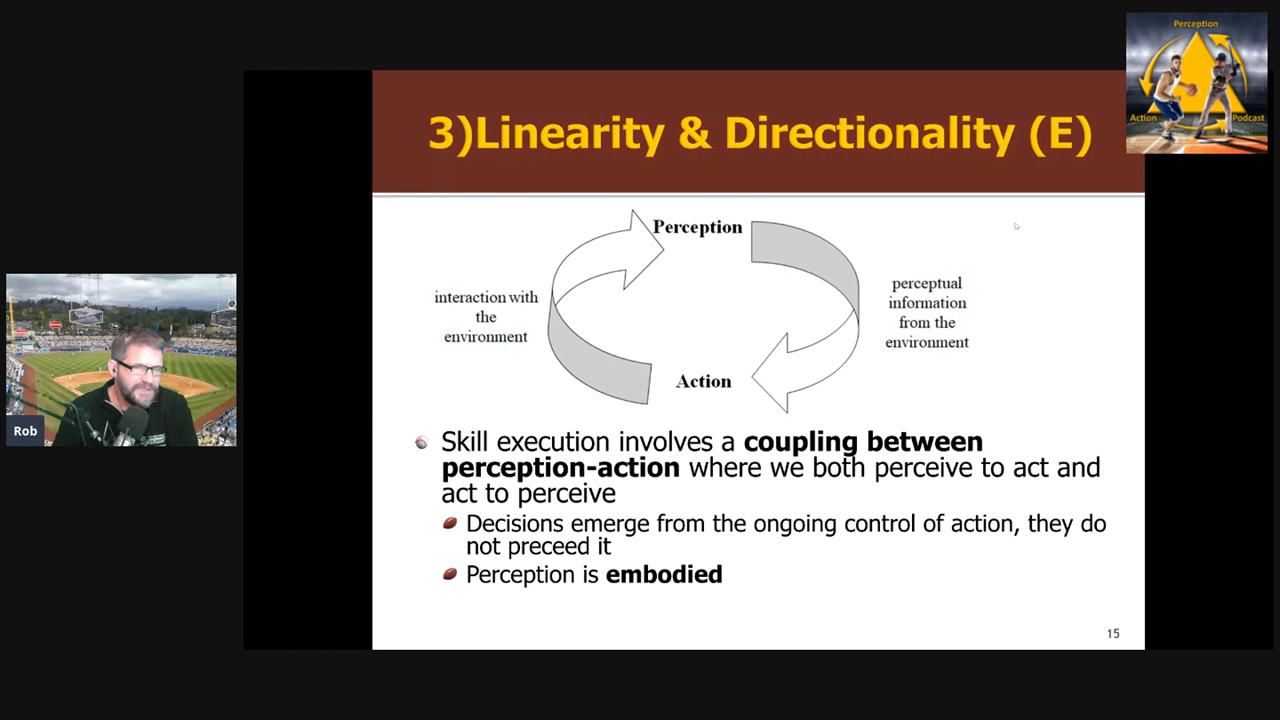 Perception
Action
Podcast
3)Linearity & Directionality (E)
Perception
interaction with
the
environment
perceptual
information
from the
environment
Action
Rob
Skill execution involves a coupling between
perception-action where we both perceive to act and
act to perceive
Decisions emerge from the ongoing control of action, they do
not preceed it
Perception is embodied
15